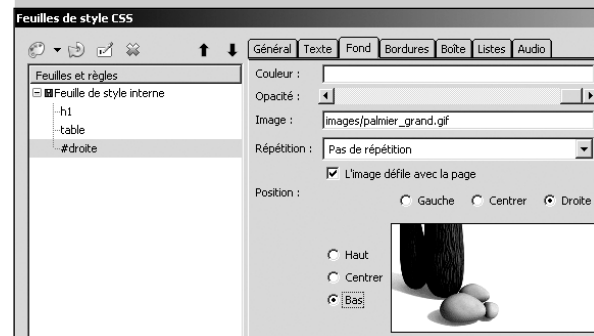 Feuilles de style CSS
Général Texte Fond Bordures Boîte Listes Audio
Feuilles et règles
Feuille de style interne
h1
table
#droite
Couleur :
Opacité :
Image : images/palmier_grand.gif
Répétition : Pas de répétition
L'image défile avec la page
Position :
Gauche Centrer Droite
Haut
Centrer
Bas